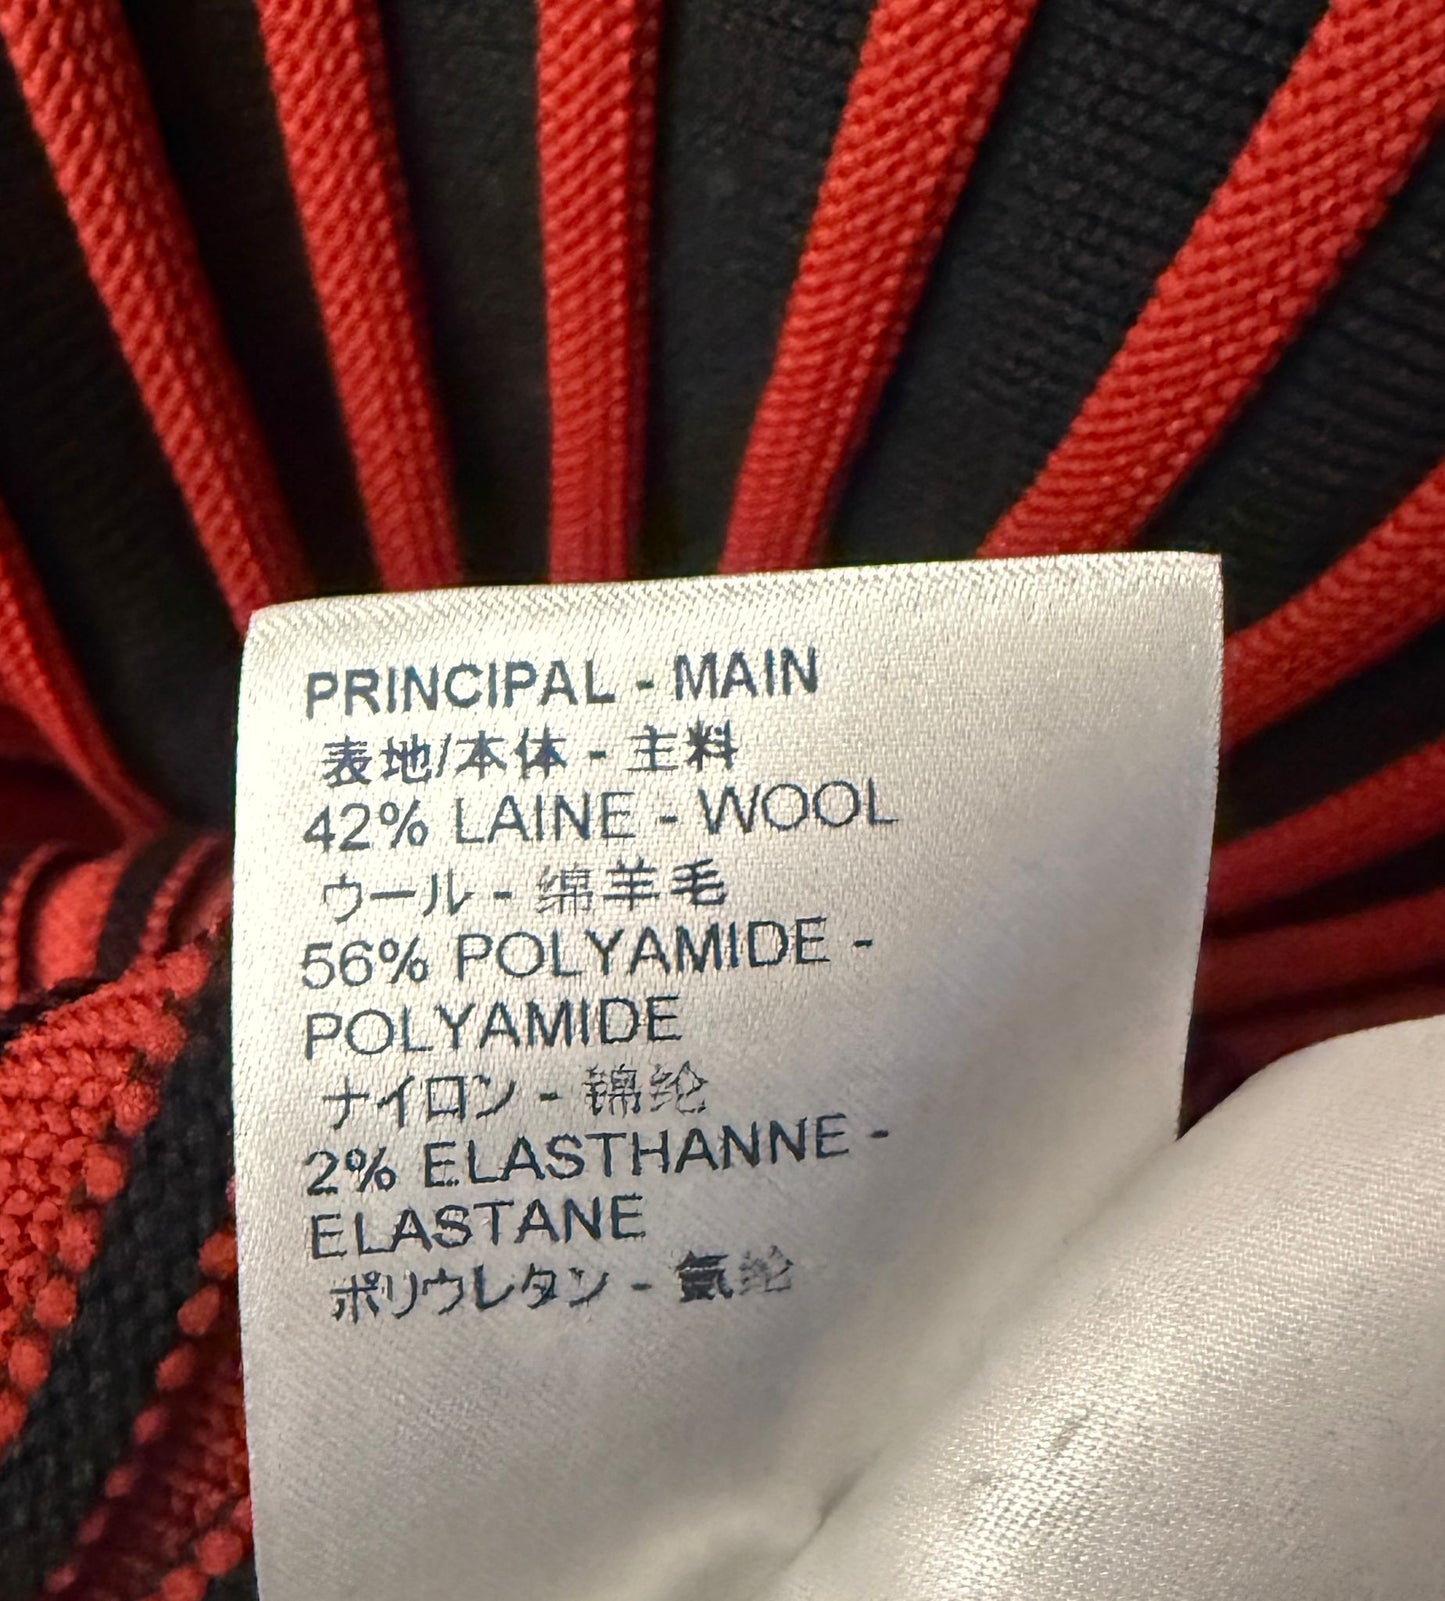 PRINCIPAL - MAIN
表地/本体 - 主料
42% LAINE - WOOL
ウール - 绵羊毛
56% POLYAMIDE -
POLYAMIDE
ナイロン - 锦纶
2% ELASTHANNE -
ELASTANE
ポリウレタン - 氨纶